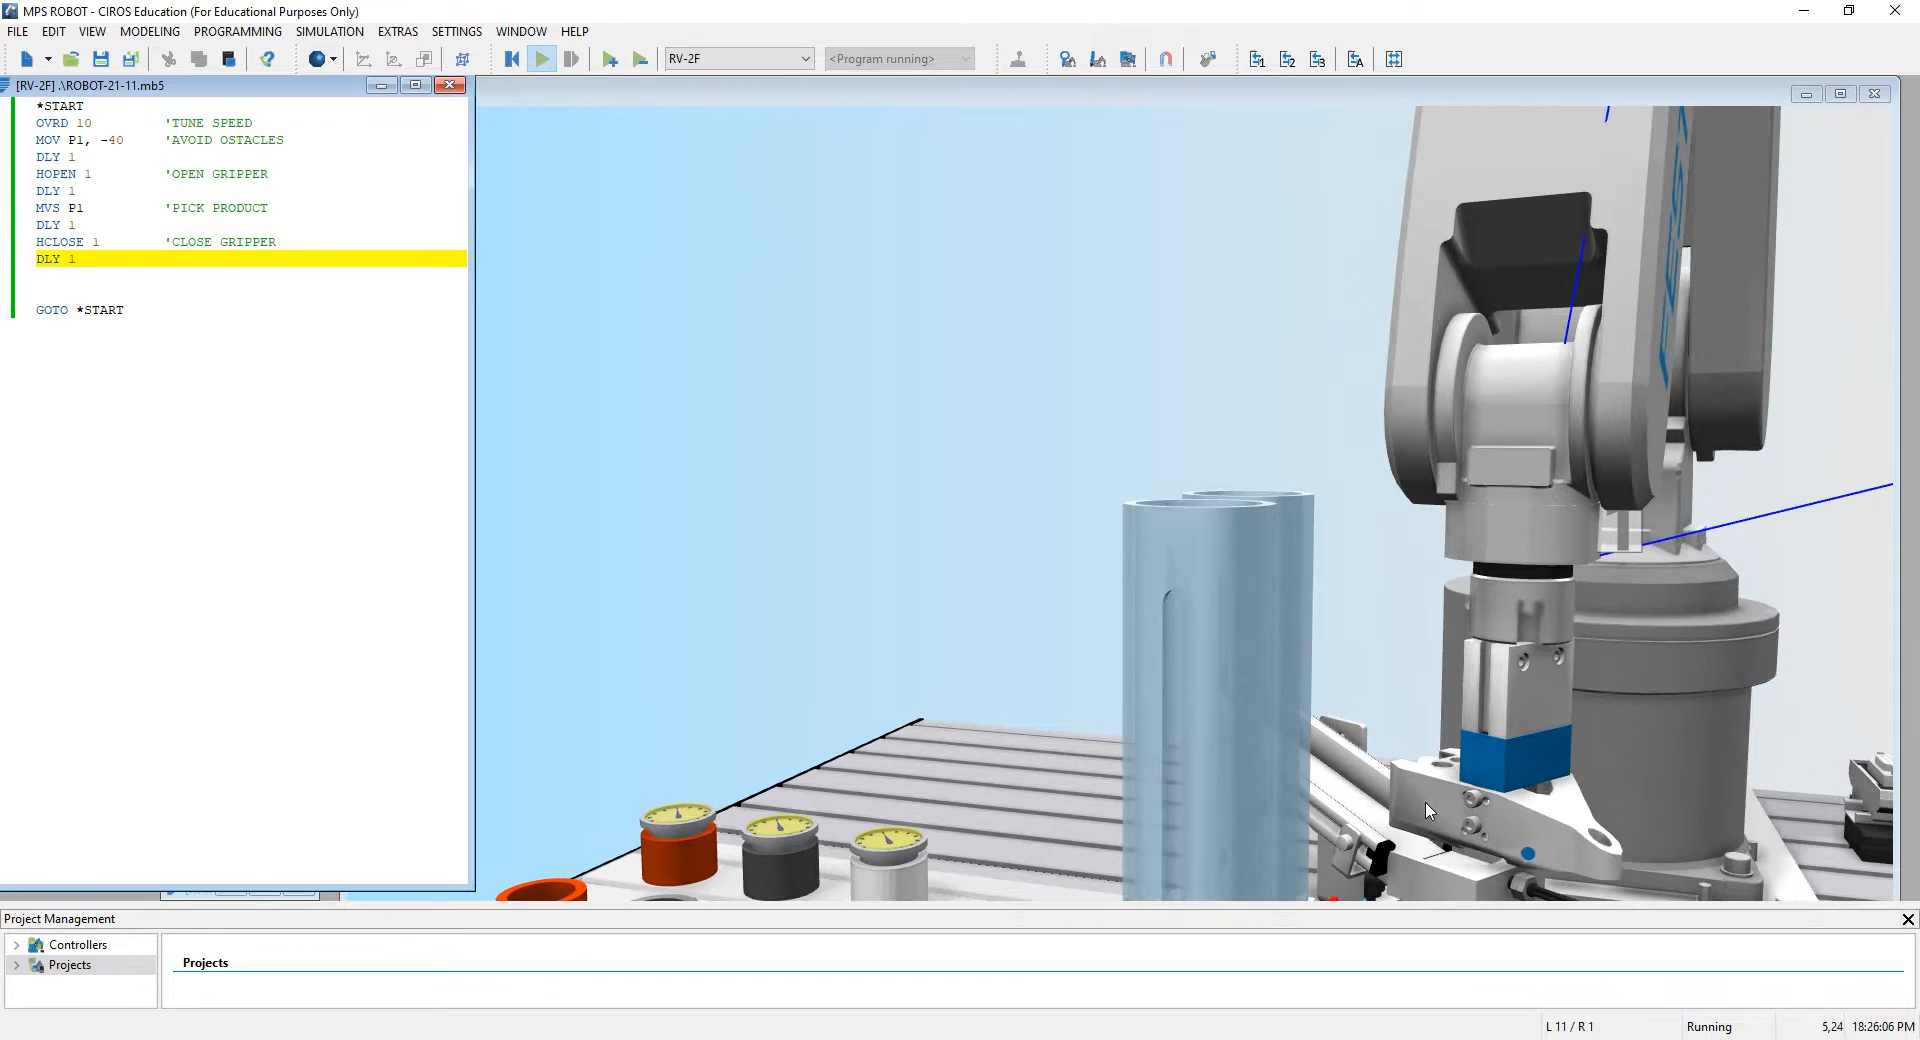 MPS ROBOT - CIROS Education (For Educational Purposes Only)
FILE EDIT VIEW MODELING PROGRAMMING SIMULATION EXTRAS SETTINGS WINDOW HELP
RV-2F <Program running>
[RV-2F] .\ROBOT-21-11.mb5
*START
OVRD 10 'TUNE SPEED
MOV P1, -40 'AVOID OSTACLES
DLY 1
HOPEN 1 'OPEN GRIPPER
DLY 1
MVS P1 'PICK PRODUCT
DLY 1
HCLOSE 1 'CLOSE GRIPPER
DLY 1
GOTO *START
Project Management
Controllers
Projects
Projects
L 11 / R 1 Running 5,24 18:26:06 PM